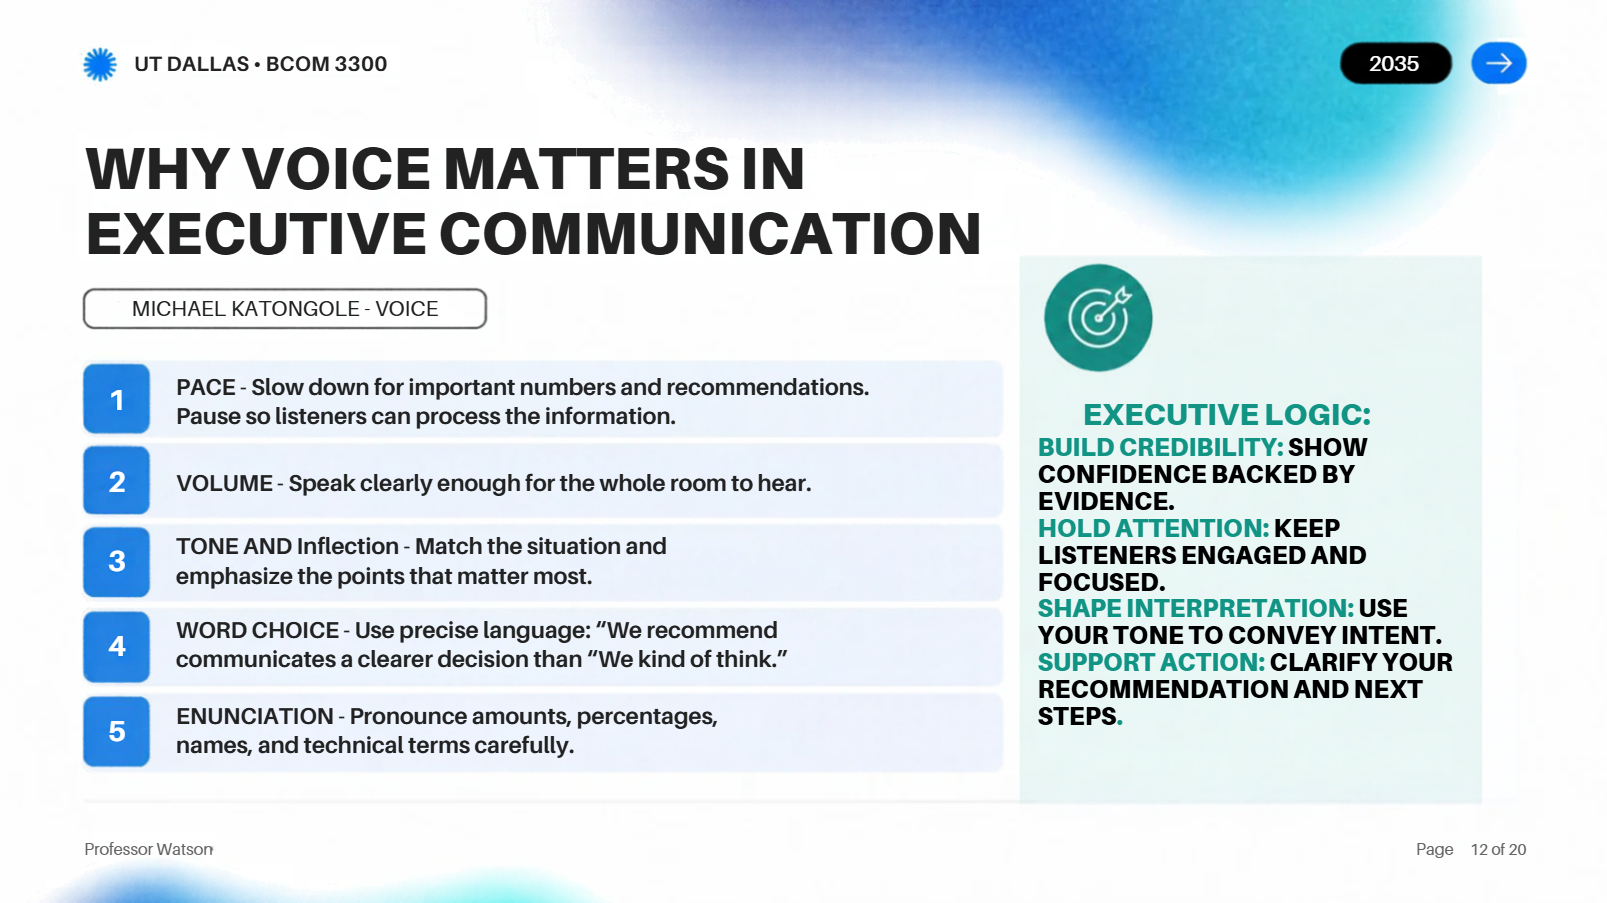 UT DALLAS • BCOM 3300
2035
WHY VOICE MATTERS IN
EXECUTIVE COMMUNICATION
MICHAEL KATONGOLE - VOICE
1
PACE - Slow down for important numbers and recommendations.
Pause so listeners can process the information.
2
VOLUME - Speak clearly enough for the whole room to hear.
3
TONE AND Inflection - Match the situation and
emphasize the points that matter most.
4
WORD CHOICE - Use precise language: “We recommend
communicates a clearer decision than “We kind of think.”
5
ENUNCIATION - Pronounce amounts, percentages,
names, and technical terms carefully.
EXECUTIVE LOGIC:
BUILD CREDIBILITY: SHOW
CONFIDENCE BACKED BY
EVIDENCE.
HOLD ATTENTION: KEEP
LISTENERS ENGAGED AND
FOCUSED.
SHAPE INTERPRETATION: USE
YOUR TONE TO CONVEY INTENT.
SUPPORT ACTION: CLARIFY YOUR
RECOMMENDATION AND NEXT
STEPS.
Professor Watson
Page 12 of 20